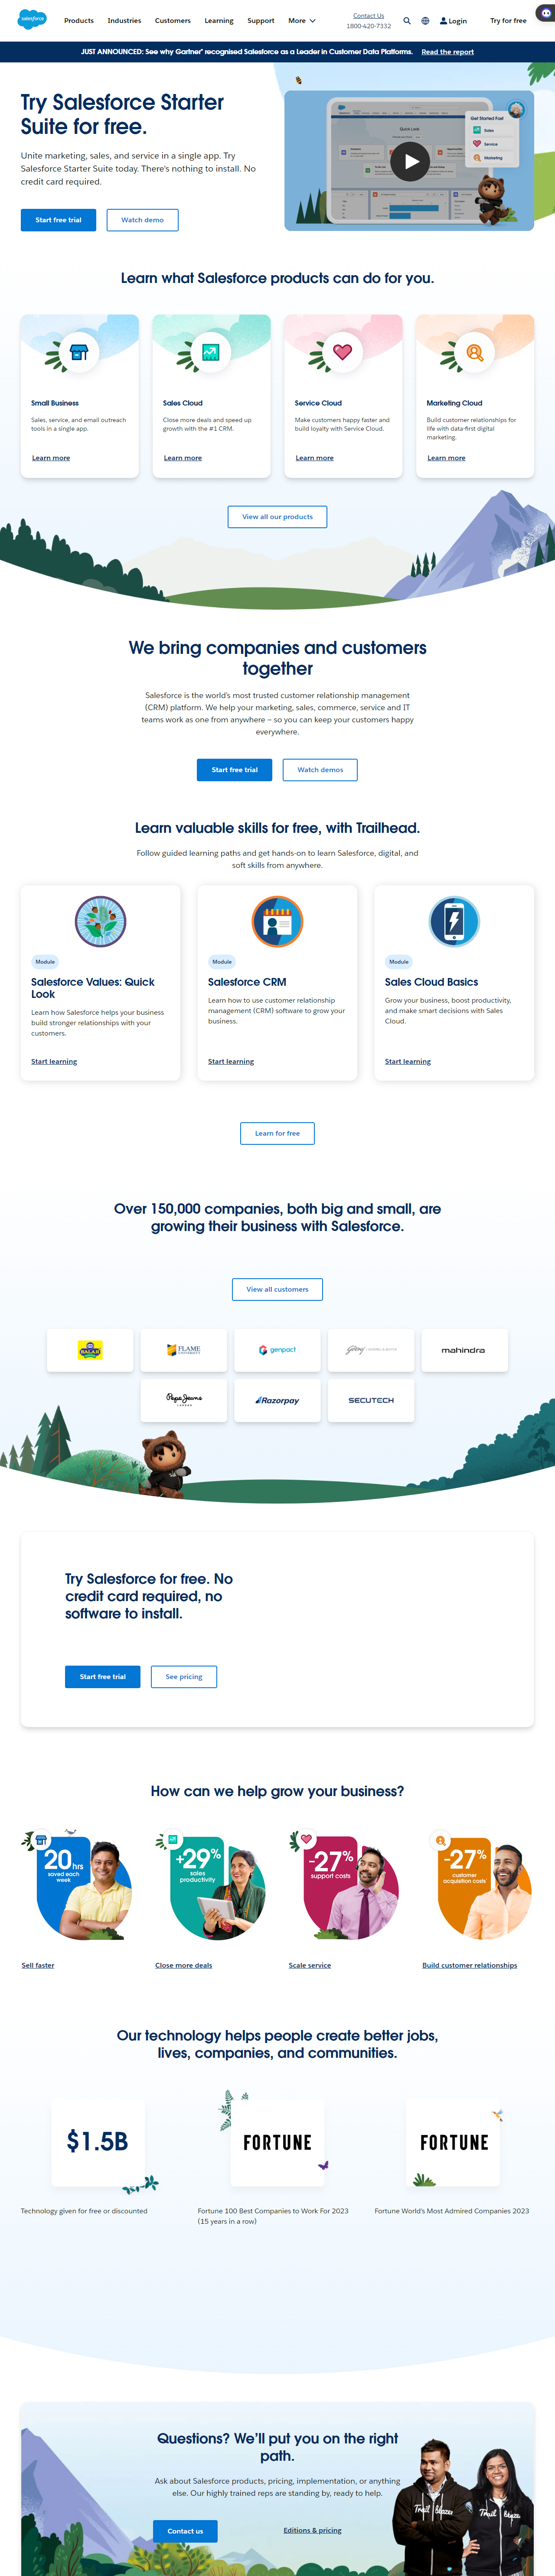 salesforce
Products
Industries
Customers
Learning
Support
More
Contact Us
1800-420-7332
Login
Try for free
JUST ANNOUNCED: See why Gartner® recognised Salesforce as a Leader in Customer Data Platforms.
Read the report
Try Salesforce Starter
Suite for free.
Unite marketing, sales, and service in a single app. Try
Salesforce Starter Suite today. There's nothing to install. No
credit card required.
Start free trial
Watch demo
Quick Look
Get Started Fast
Sales
Service
Marketing
Learn what Salesforce products can do for you.
Small Business
Sales, service, and email outreach
tools in a single app.
Learn more
Sales Cloud
Close more deals and speed up
growth with the #1 CRM.
Learn more
Service Cloud
Make customers happy faster and
build loyalty with Service Cloud.
Learn more
Marketing Cloud
Build customer relationships for
life with data-first digital
marketing.
Learn more
View all our products
We bring companies and customers
together
Salesforce is the world's most trusted customer relationship management
(CRM) platform. We help your marketing, sales, commerce, service and IT
teams work as one from anywhere — so you can keep your customers happy
everywhere.
Start free trial
Watch demos
Learn valuable skills for free, with Trailhead.
Follow guided learning paths and get hands-on to learn Salesforce, digital, and
soft skills from anywhere.
Module
Salesforce Values: Quick
Look
Learn how Salesforce helps your business
build stronger relationships with your
customers.
Start learning
Module
Salesforce CRM
Learn how to use customer relationship
management (CRM) software to grow your
business.
Start learning
Module
Sales Cloud Basics
Grow your business, boost productivity,
and make smart decisions with Sales
Cloud.
Start learning
Learn for free
Over 150,000 companies, both big and small, are
growing their business with Salesforce.
View all customers
BALAJI
FLAME
UNIVERSITY
genpact
Godrej
mahindra
Pepe Jeans
LONDON
Razorpay
SECUTECH
Try Salesforce for free. No
credit card required, no
software to install.
Start free trial
See pricing
How can we help grow your business?
20 hrs
saved each
week
+29%
sales
productivity
-27%
support costs
-27%
customer
acquisition costs
Sell faster
Close more deals
Scale service
Build customer relationships
Our technology helps people create better jobs,
lives, companies, and communities.
$1.5B
FORTUNE
FORTUNE
Technology given for free or discounted
Fortune 100 Best Companies to Work For 2023
(15 years in a row)
Fortune World's Most Admired Companies 2023
Questions? We'll put you on the right
path.
Ask about Salesforce products, pricing, implementation, or anything
else. Our highly trained reps are standing by, ready to help.
Contact us
Editions & pricing
Trailblazer
Trailblazer